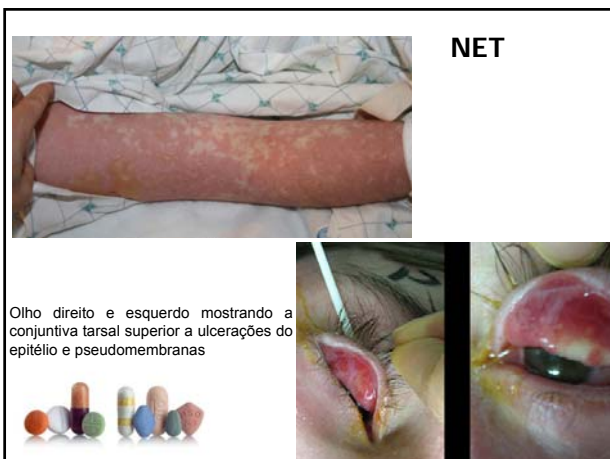 NET
Olho direito e esquerdo mostrando a
conjuntiva tarsal superior a ulcerações do
epitélio e pseudomembranas